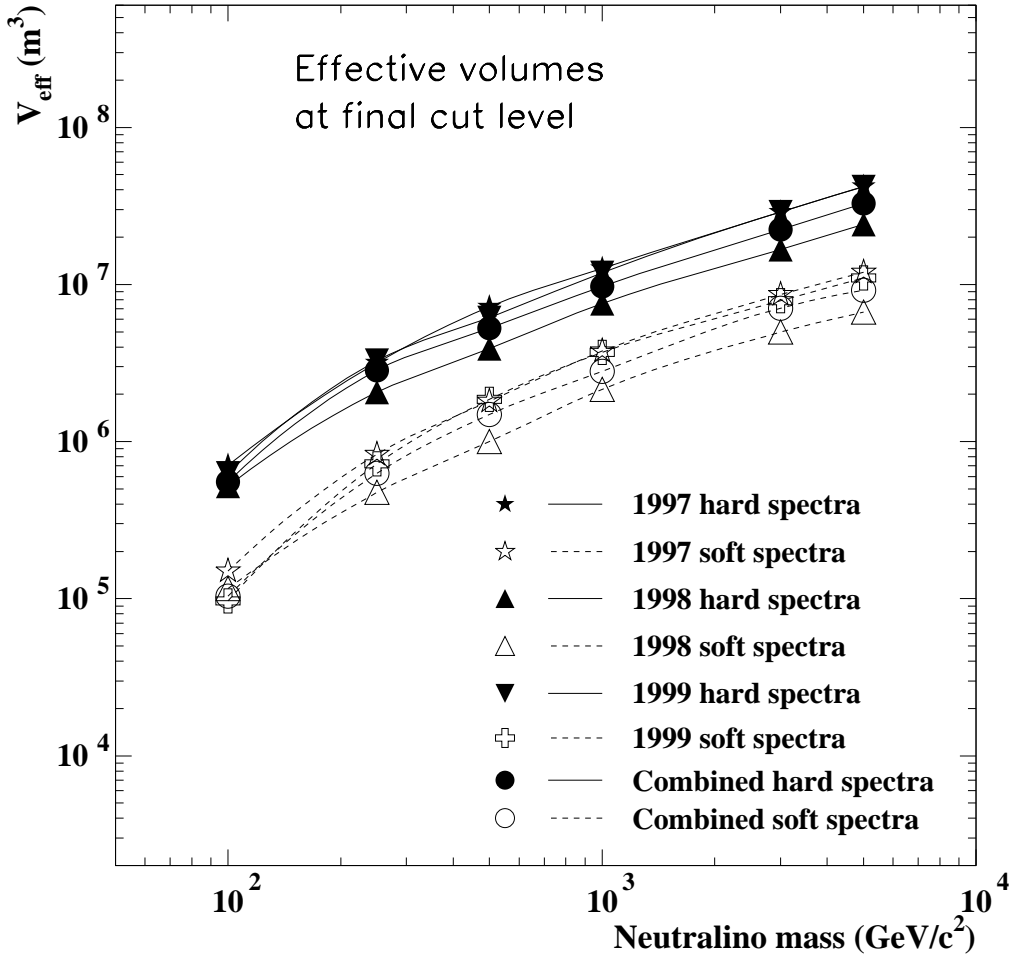 V_eff (m^3)
Effective volumes
at final cut level
10^8
10^7
10^6
10^5
10^4
1997 hard spectra
1997 soft spectra
1998 hard spectra
1998 soft spectra
1999 hard spectra
1999 soft spectra
Combined hard spectra
Combined soft spectra
10^2 10^3 10^4
Neutralino mass (GeV/c^2)